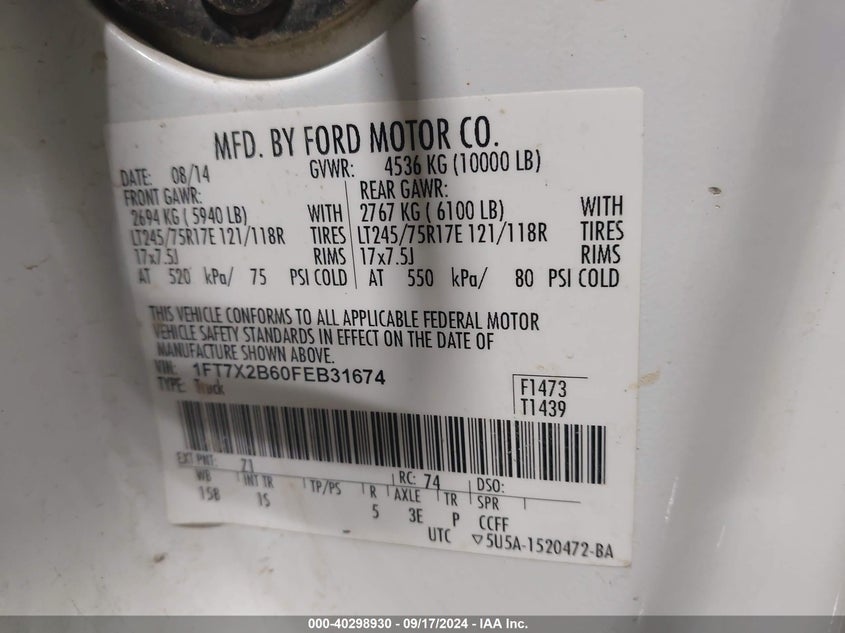 MFD. BY FORD MOTOR CO.
DATE: 08/14 GVWR: 4536 KG (10000 LB)
FRONT GAWR: REAR GAWR:
2694 KG ( 5940 LB) WITH 2767 KG ( 6100 LB) WITH
LT245/75R17E 121/118R TIRES LT245/75R17E 121/118R TIRES
17x7.5J RIMS 17x7.5J RIMS
AT 520 kPa/ 75 PSI COLD AT 550 kPa/ 80 PSI COLD
THIS VEHICLE CONFORMS TO ALL APPLICABLE FEDERAL MOTOR
VEHICLE SAFETY STANDARDS IN EFFECT ON THE DATE OF
MANUFACTURE SHOWN ABOVE.
VIN: 1FT7X2B60FEB31674
TYPE: Truck
F1473
T1439
EXT PNT: Z1 RC: 74 DSO:
WB INT TR TP/PS R AXLE TR SPR
158 1S 5 3E P CCFF
UTC ▽5U5A-1520472-BA
000-40298930 - 09/17/2024 - IAA Inc.